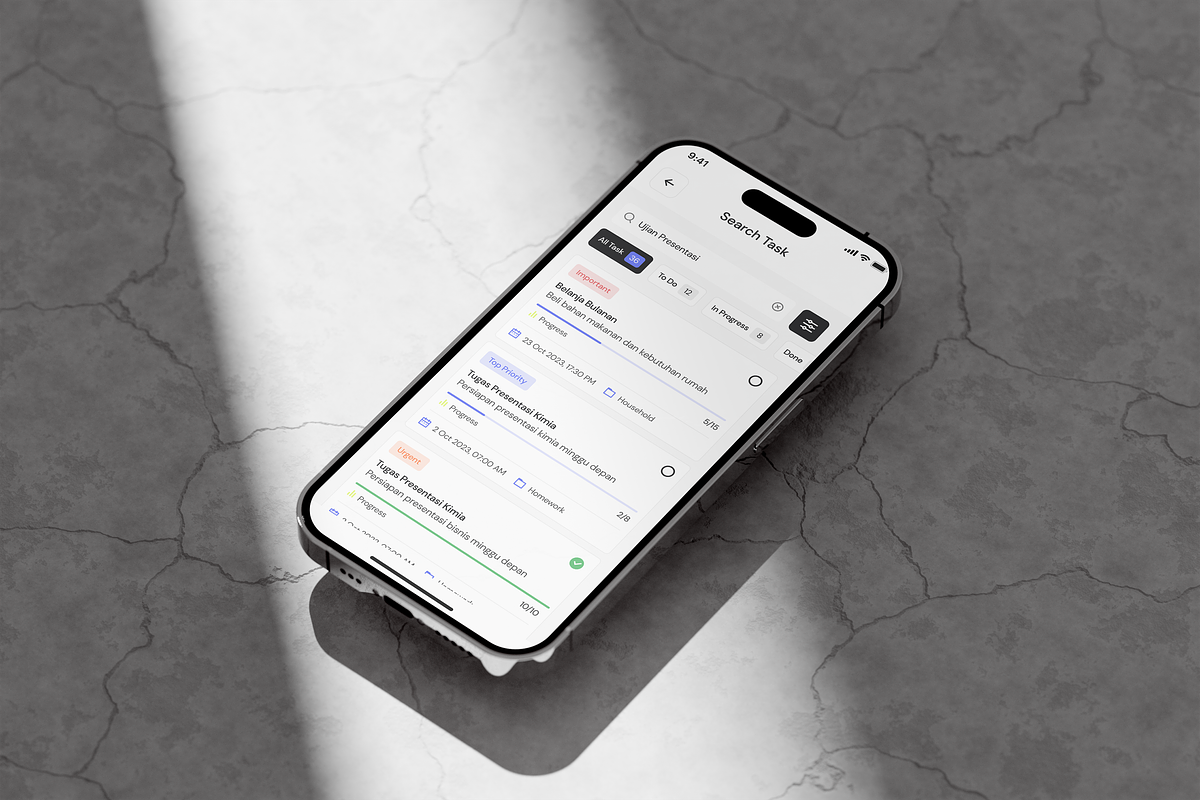 9:41
Search Task
Ujian Presentasi
All Task 36
To Do 12
In Progress 8
Done
Important
Belanja Bulanan
Beli bahan makanan dan kebutuhan rumah
Progress
5/15
23 Oct 2023, 17:30 PM
Household
Top Priority
Tugas Presentasi Kimia
Persiapan presentasi kimia minggu depan
Progress
2/8
2 Oct 2023, 07:00 AM
Homework
Urgent
Tugas Presentasi Kimia
Persiapan presentasi bisnis minggu depan
Progress
10/10